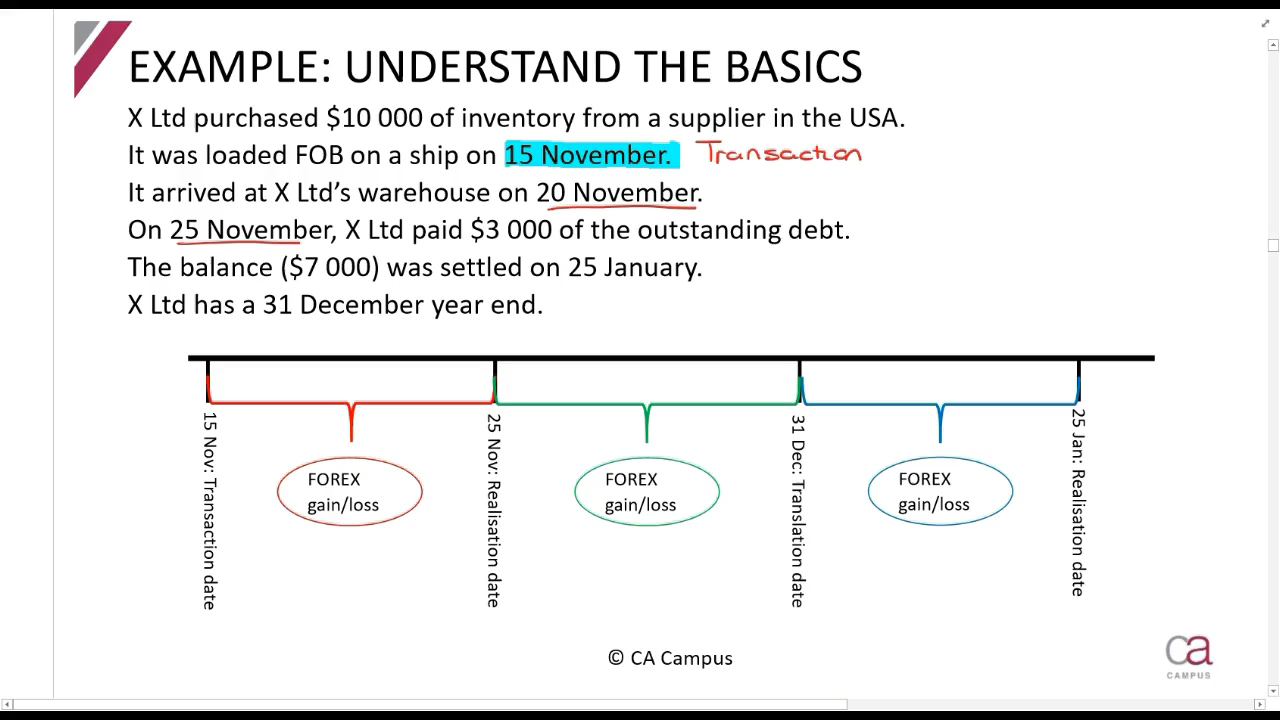 EXAMPLE: UNDERSTAND THE BASICS
X Ltd purchased $10 000 of inventory from a supplier in the USA.
It was loaded FOB on a ship on 15 November. Transaction
It arrived at X Ltd's warehouse on 20 November.
On 25 November, X Ltd paid $3 000 of the outstanding debt.
The balance ($7 000) was settled on 25 January.
X Ltd has a 31 December year end.
15 Nov: Transaction date
FOREX
gain/loss
25 Nov: Realisation date
FOREX
gain/loss
31 Dec: Translation date
FOREX
gain/loss
25 Jan: Realisation date
© CA Campus
ca
CAMPUS